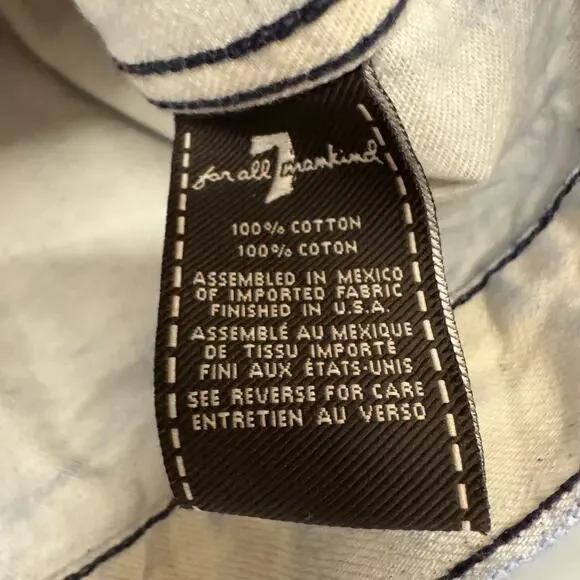 for all 7 mankind
100% COTTON
100% COTON
ASSEMBLED IN MEXICO
OF IMPORTED FABRIC
FINISHED IN U.S.A.
ASSEMBLÉ AU MEXIQUE
DE TISSU IMPORTÉ
FINI AUX ÉTATS-UNIS
SEE REVERSE FOR CARE
ENTRETIEN AU VERSO